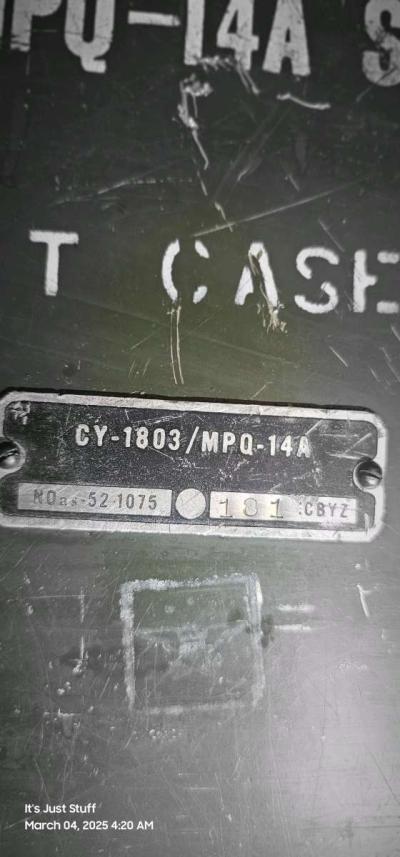 MPQ-14A S
T CASE
CY-1803/MPQ-14A
NOas-52-1075 181 CBYZ
It's Just Stuff
March 04, 2025 4:20 AM